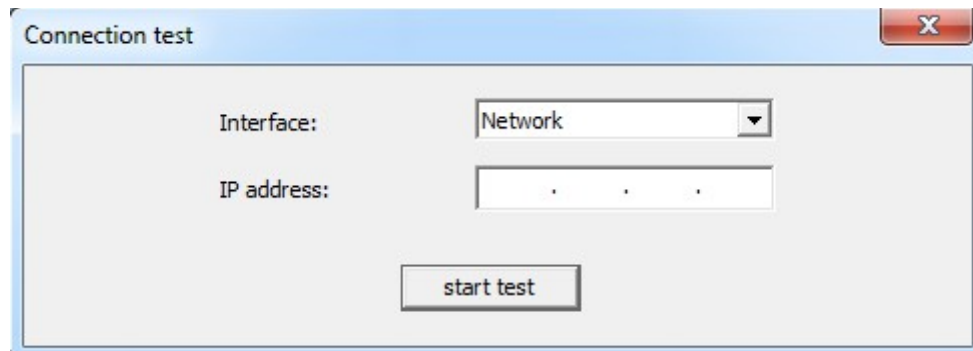 Connection test
Interface: Network
IP address: . . .
start test